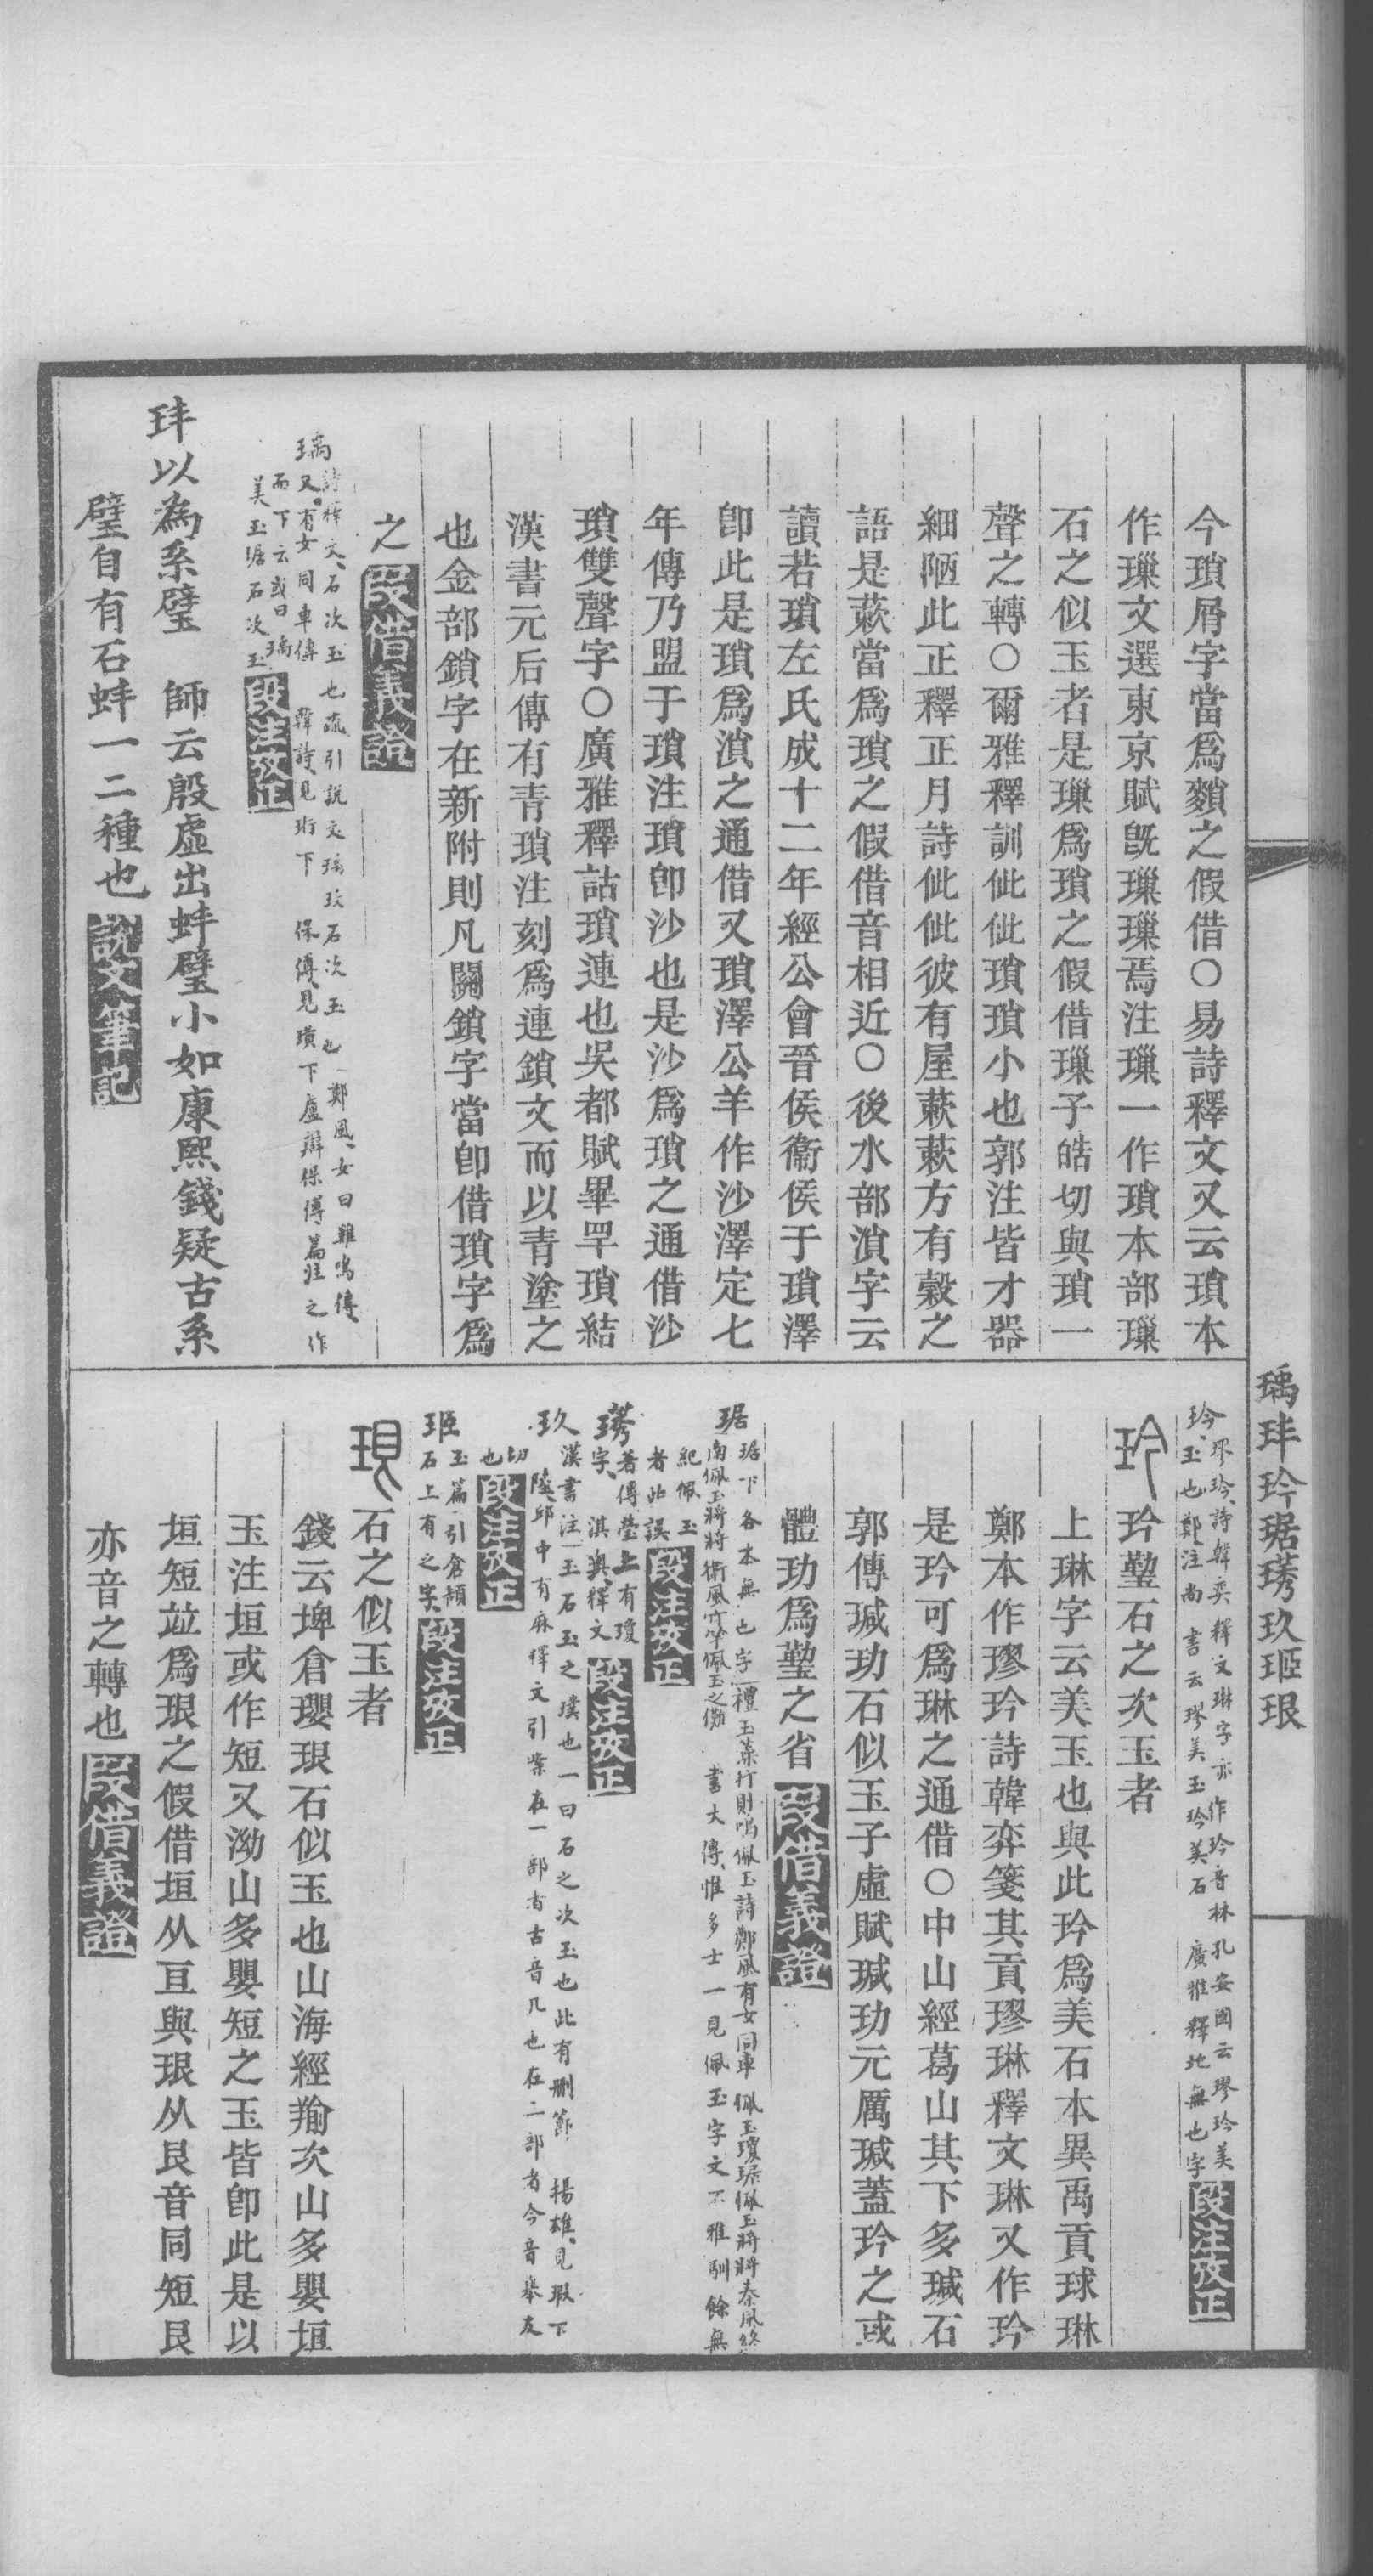 今瑣屑字當爲䵀之假借○易詩釋文又云瑣本
作璅文選東京賦旣璅璅焉注璅一作瑣本部璅
石之似玉者是璅爲瑣之假借璅子皓切與瑣一
聲之轉○爾雅釋訓佌佌瑣瑣小也郭注皆才器
細陋此正釋正月詩佌佌彼有屋蔌蔌方有穀之
語是蔌當爲瑣之假借音相近○後水部溑字云
讀若瑣左氏成十二年經公會晉侯衞侯于瑣澤
卽此是瑣爲溑之通借又瑣澤公羊作沙澤定七
年傳乃盟于瑣注瑣卽沙也是沙爲瑣之通借沙
瑣雙聲字○廣雅釋詁瑣連也吳都賦畢罕瑣結
漢書元后傳有青瑣注刻爲連鎖文而以青塗之
也金部鎖字在新附則凡關鎖字當卽借瑣字爲
之 段借義證
瑀
詩釋文、石次玉也疏引説文瑀玖石次玉也 鄭風、女曰雞鳴傳、
又。有女同車傳 韓詩、見珩下 保傅、見璜下盧辯保傅篇注之作
而下云或曰瑀
美玉琚石次玉 段注攷正
玤以為系璧 師云殷虛出蚌璧小如康熙錢疑古系
璧自有石蚌一二種也 說文筆記
瑀玤玪琚璓玖㺿珢
玪
璆玪、詩韓奕釋文琳字亦作玪音林孔安國云璆玪美
玉也鄭注尚書云璆美玉玪美石 廣雅釋地無也字 段注攷正
玪 玪䃘石之次玉者
上琳字云美玉也與此玪爲美石本異禹貢球琳
鄭本作璆玪詩韓弈箋其貢璆琳釋文琳又作玪
是玪可爲琳之通借○中山經葛山其下多瑊石
郭傳瑊玏石似玉子虛賦瑊玏元厲瑊蓋玪之或
體玏爲䃘之省 段借義證
琚
琚下各本無也字 禮玉藻行則鳴佩玉詩鄭風有女同車 佩玉瓊琚佩玉將將秦風終
南佩玉將將衛風竹竿佩玉之儺 書大傳、惟多士一見佩玉字文不雅馴餘無
紀佩玉
者此誤 段注攷正
璓
著傳瑩上有瓊
字、淇澳釋文 段注攷正
玖
漢書注、玉石玉之璞也一曰石之次玉也此有删節 楊雄、見瑕下
陸、邱中有麻釋文引案在一部者古音几也在二部者今音舉友
切
也 段注攷正
㺿
玉篇引倉頡
石上有之字、段注攷正
珢 石之似玉者
錢云埤倉瓔珢石似玉也山海經羭次山多嬰垣
玉注垣或作短又泑山多嬰短之玉皆卽此是以
垣短竝爲珢之假借垣从亘與珢从艮音同短艮
亦音之轉也 段借義證